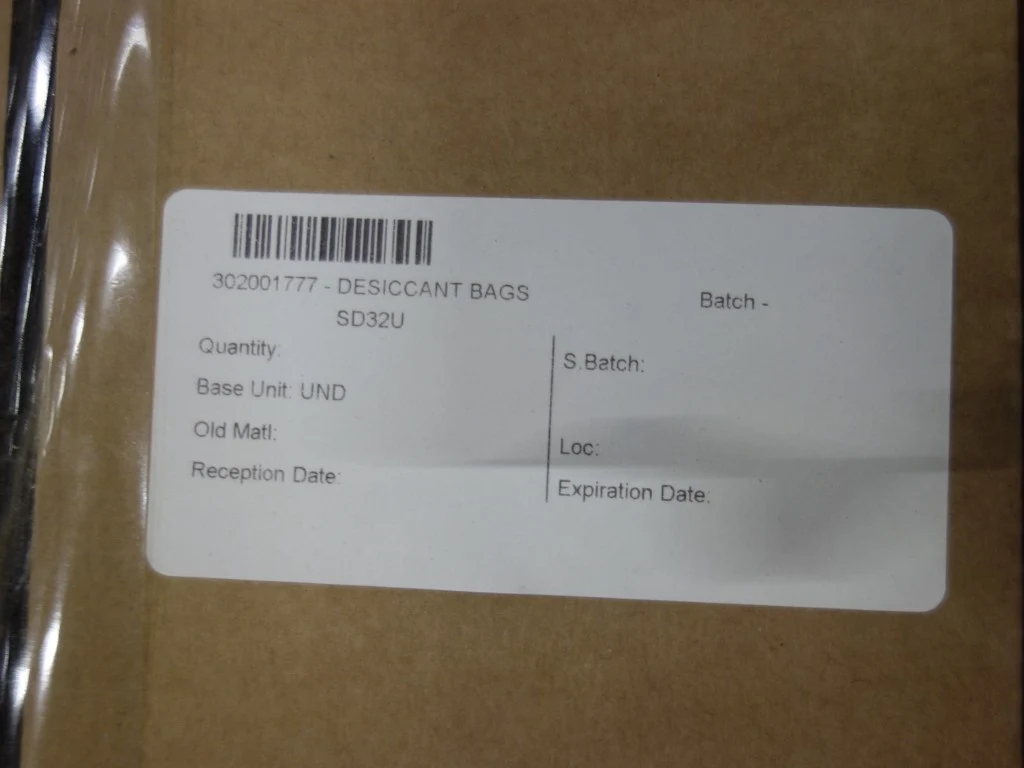 302001777 - DESICCANT BAGS
SD32U
Batch -
Quantity:
Base Unit: UND
Old Matl:
Reception Date:
S.Batch:
Loc:
Expiration Date: